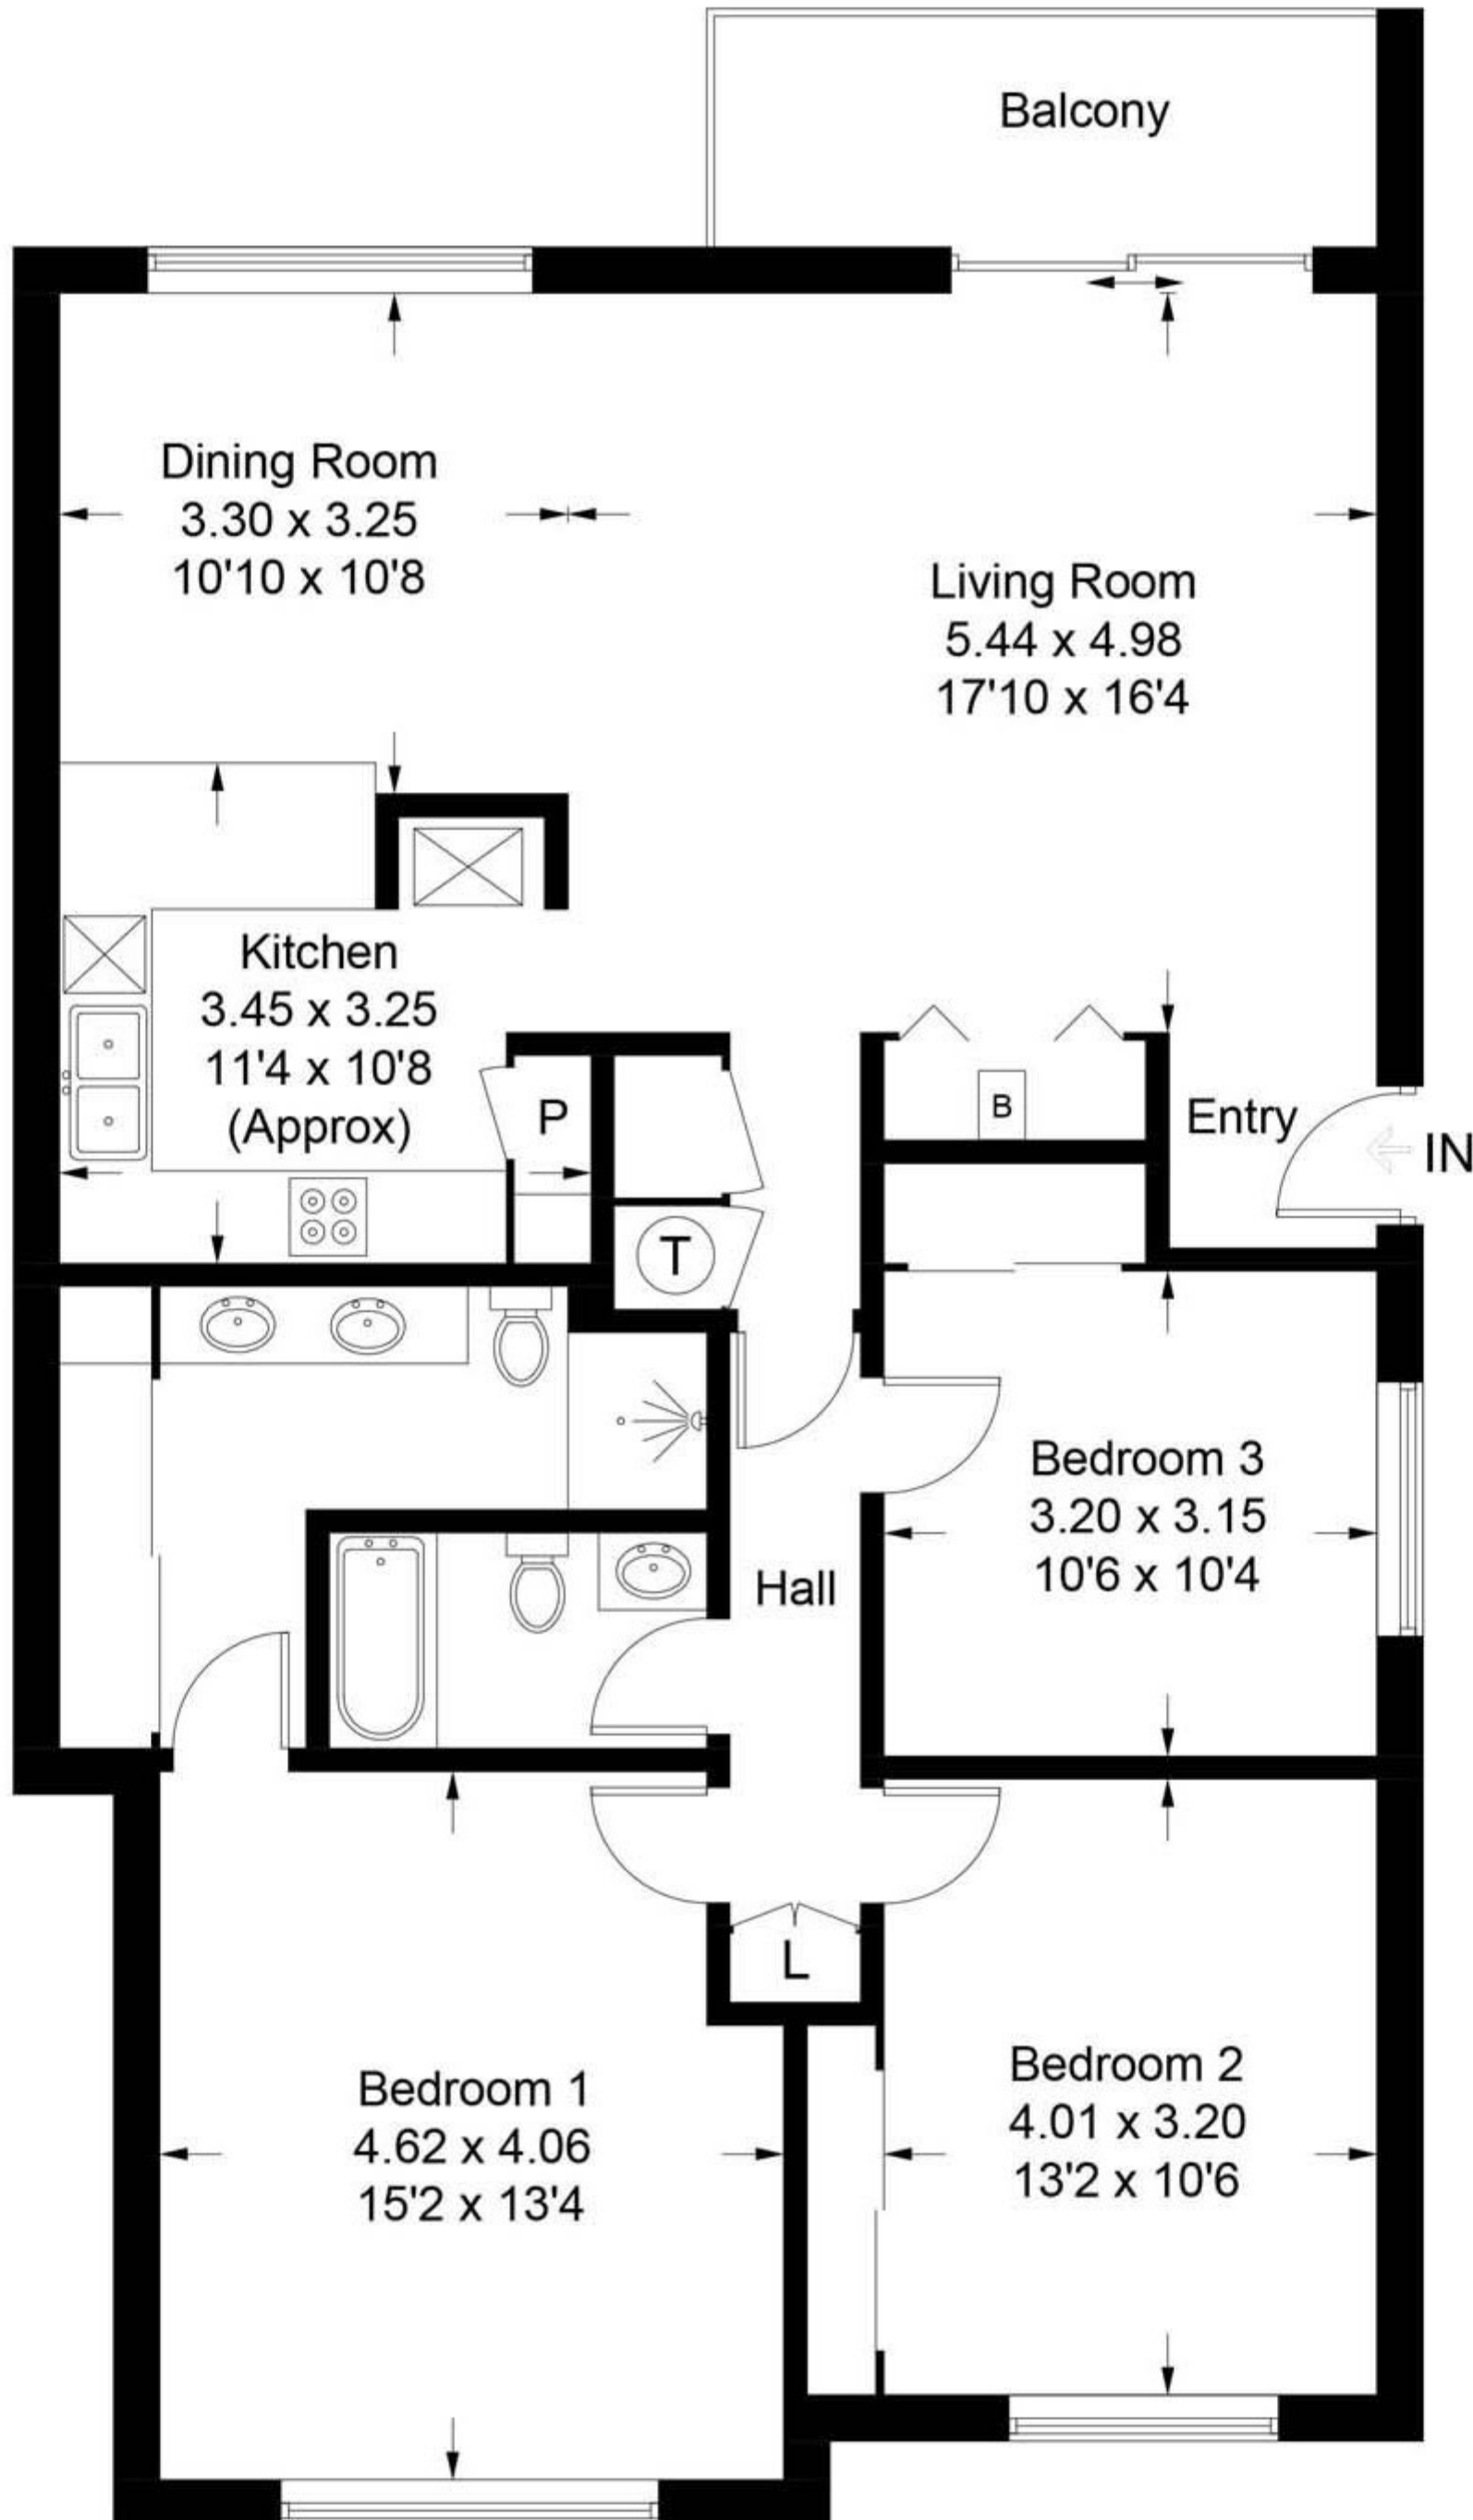 Balcony
Dining Room
3.30 x 3.25
10'10 x 10'8
Living Room
5.44 x 4.98
17'10 x 16'4
Kitchen
3.45 x 3.25
11'4 x 10'8
(Approx)
P
B
Entry
IN
T
Bedroom 3
3.20 x 3.15
10'6 x 10'4
Hall
L
Bedroom 1
4.62 x 4.06
15'2 x 13'4
Bedroom 2
4.01 x 3.20
13'2 x 10'6